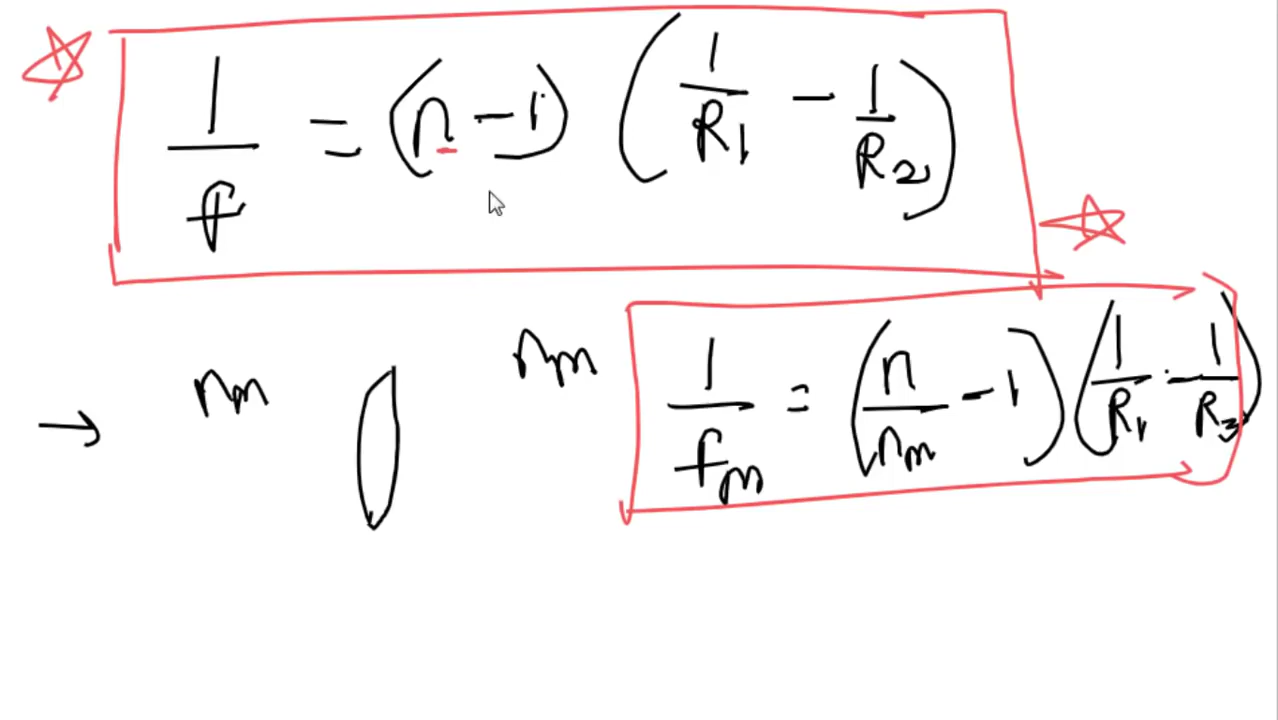 1/f = (n - 1) (1/R1 - 1/R2)
→ nm nm 1/fm = (n/nm - 1) (1/R1 - 1/R2)